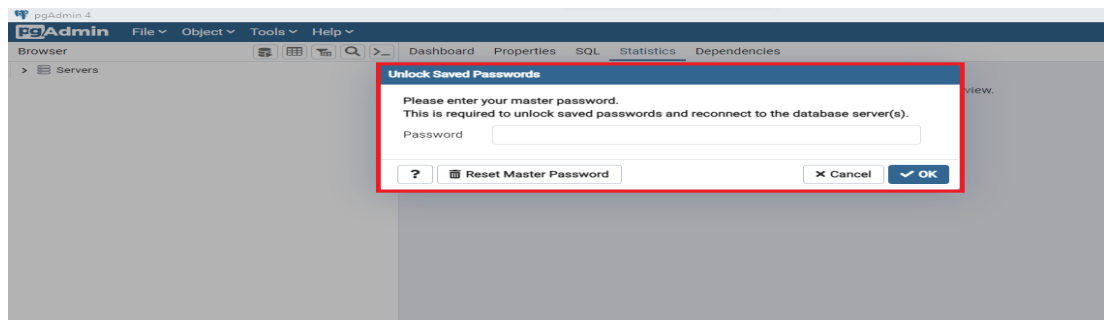 pgAdmin 4
pgAdmin File Object Tools Help
Browser Dashboard Properties SQL Statistics Dependencies
Servers
Unlock Saved Passwords
view.
Please enter your master password.
This is required to unlock saved passwords and reconnect to the database server(s).
Password
? Reset Master Password Cancel OK